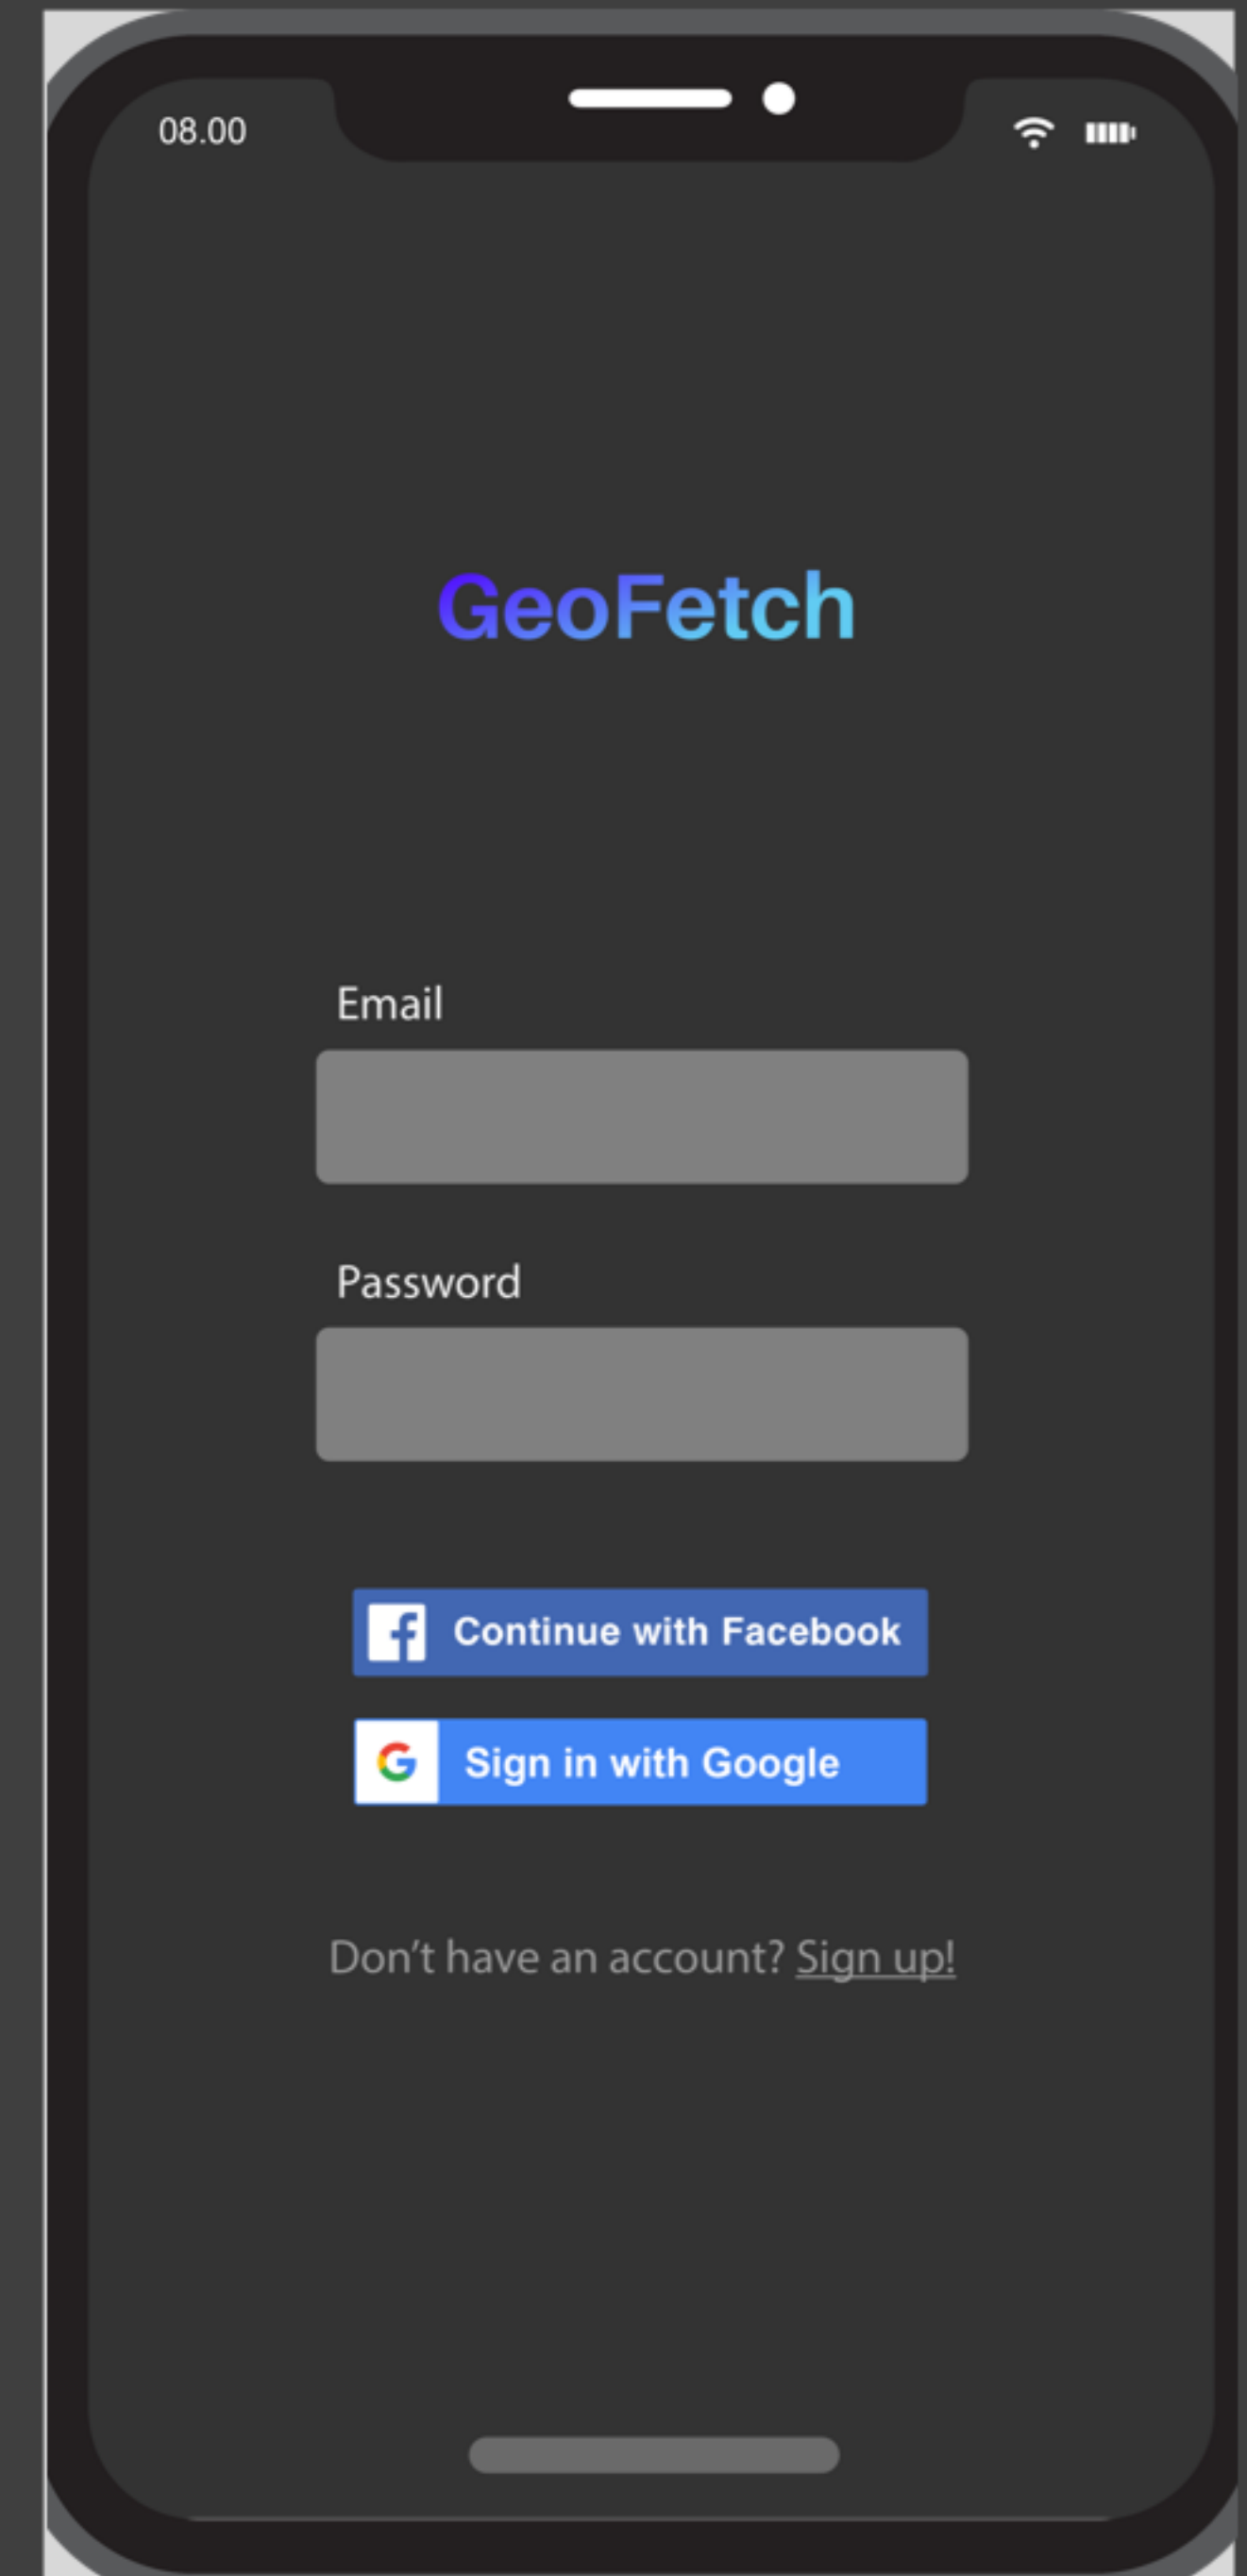 08.00
GeoFetch
Email
Password
Continue with Facebook
Sign in with Google
Don’t have an account? Sign up!